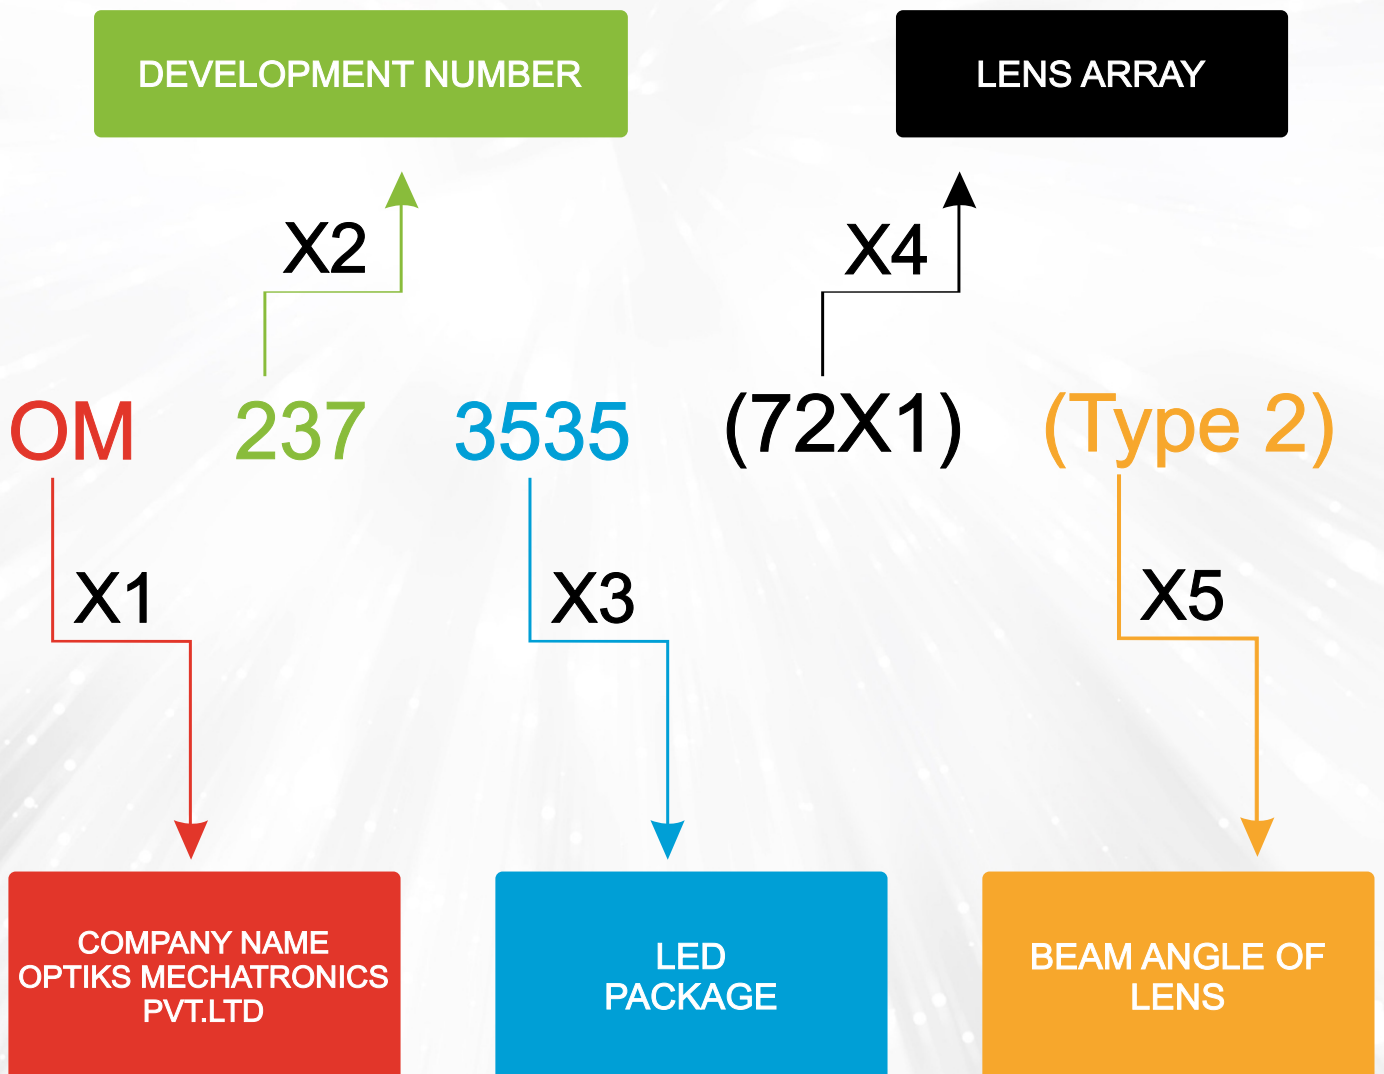 DEVELOPMENT NUMBER
LENS ARRAY
X2
X4
OM 237 3535 (72X1) (Type 2)
X1
X3
X5
COMPANY NAME
OPTIKS MECHATRONICS
PVT.LTD
LED
PACKAGE
BEAM ANGLE OF
LENS